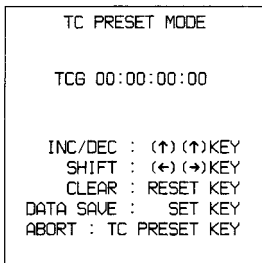 TC PRESET MODE
TCG 00:00:00:00
INC/DEC : (↑)(↑)KEY
SHIFT : (←)(→)KEY
CLEAR : RESET KEY
DATA SAVE : SET KEY
ABORT : TC PRESET KEY